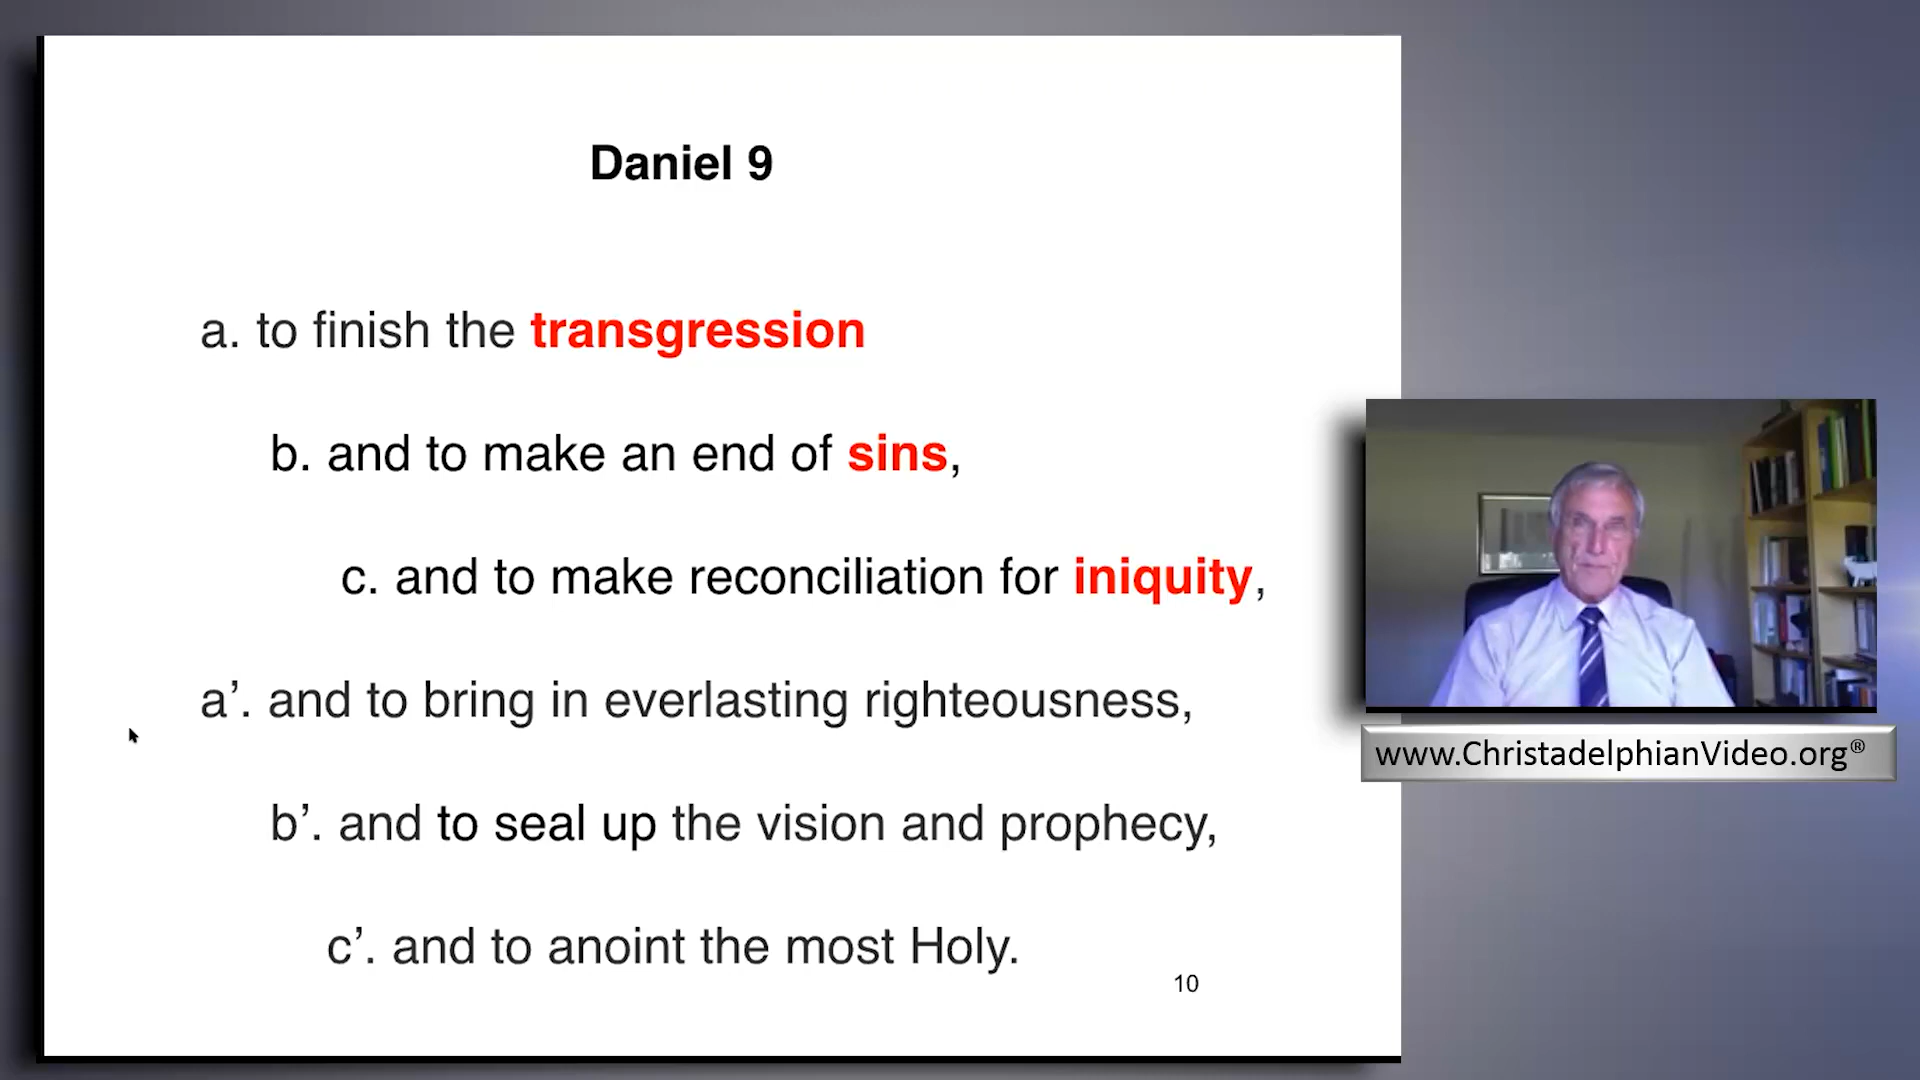 Daniel 9
a. to finish the transgression
b. and to make an end of sins,
c. and to make reconciliation for iniquity,
a’. and to bring in everlasting righteousness,
b’. and to seal up the vision and prophecy,
c’. and to anoint the most Holy.
10
www.ChristadelphianVideo.org®